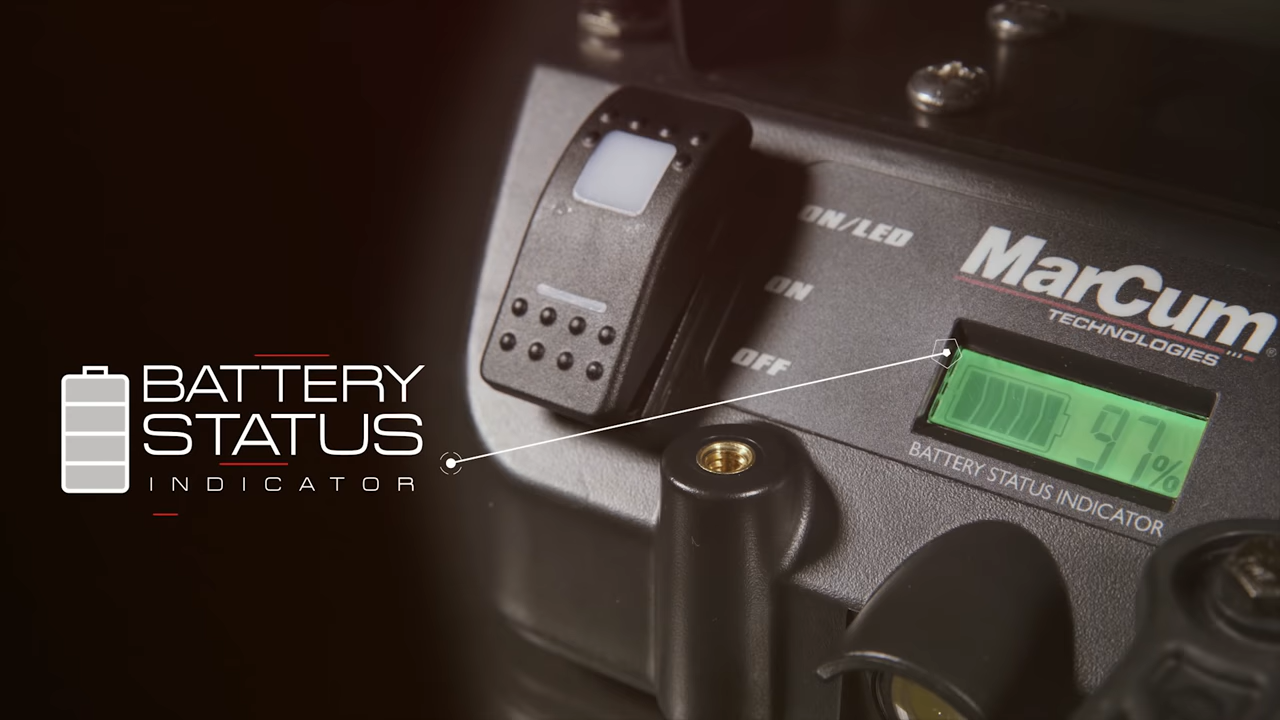 BATTERY
STATUS
INDICATOR
ON/LED
ON
OFF
MarCum®
TECHNOLOGIES
97%
BATTERY STATUS INDICATOR